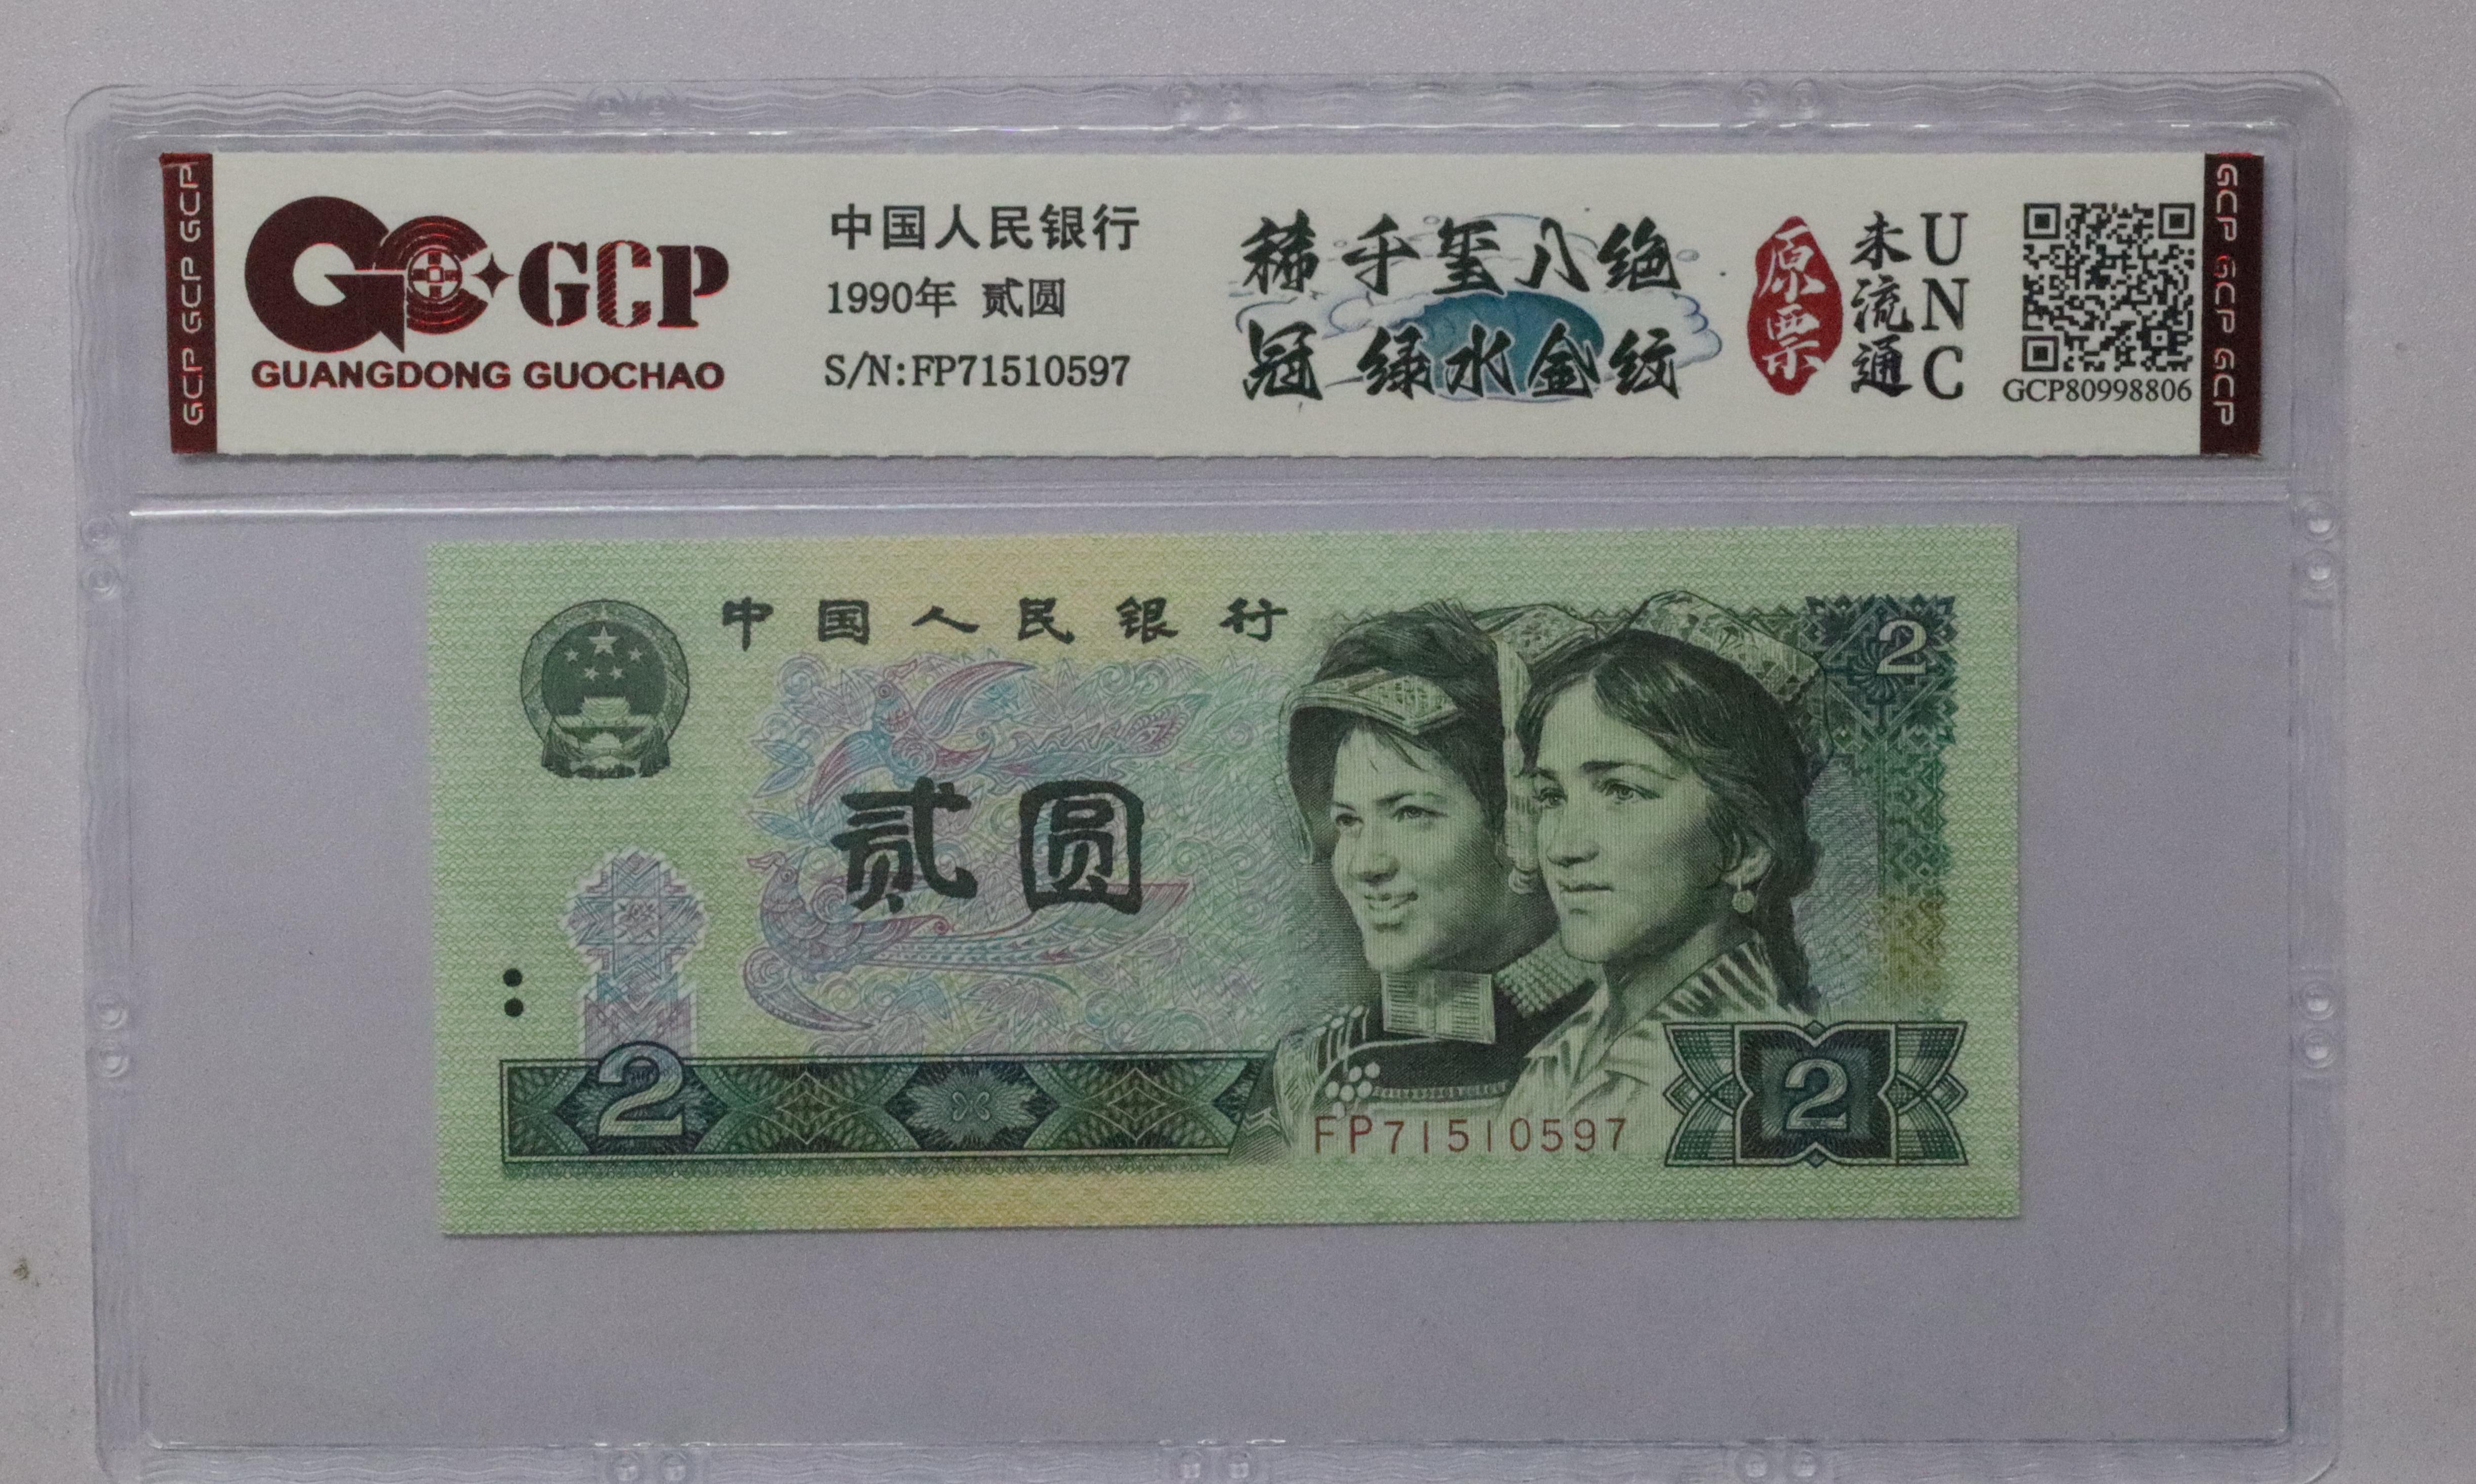 GCP GCP GCP
GCP
GUANGDONG GUOCHAO
中国人民银行
1990年 贰圆
S/N:FP71510597
稀千玺八绝
冠 绿水金纹
原票
未流通
UNC
GCP80998806
GCP GCP GCP
中国人民银行
2
贰圆
2
FP71510597
2